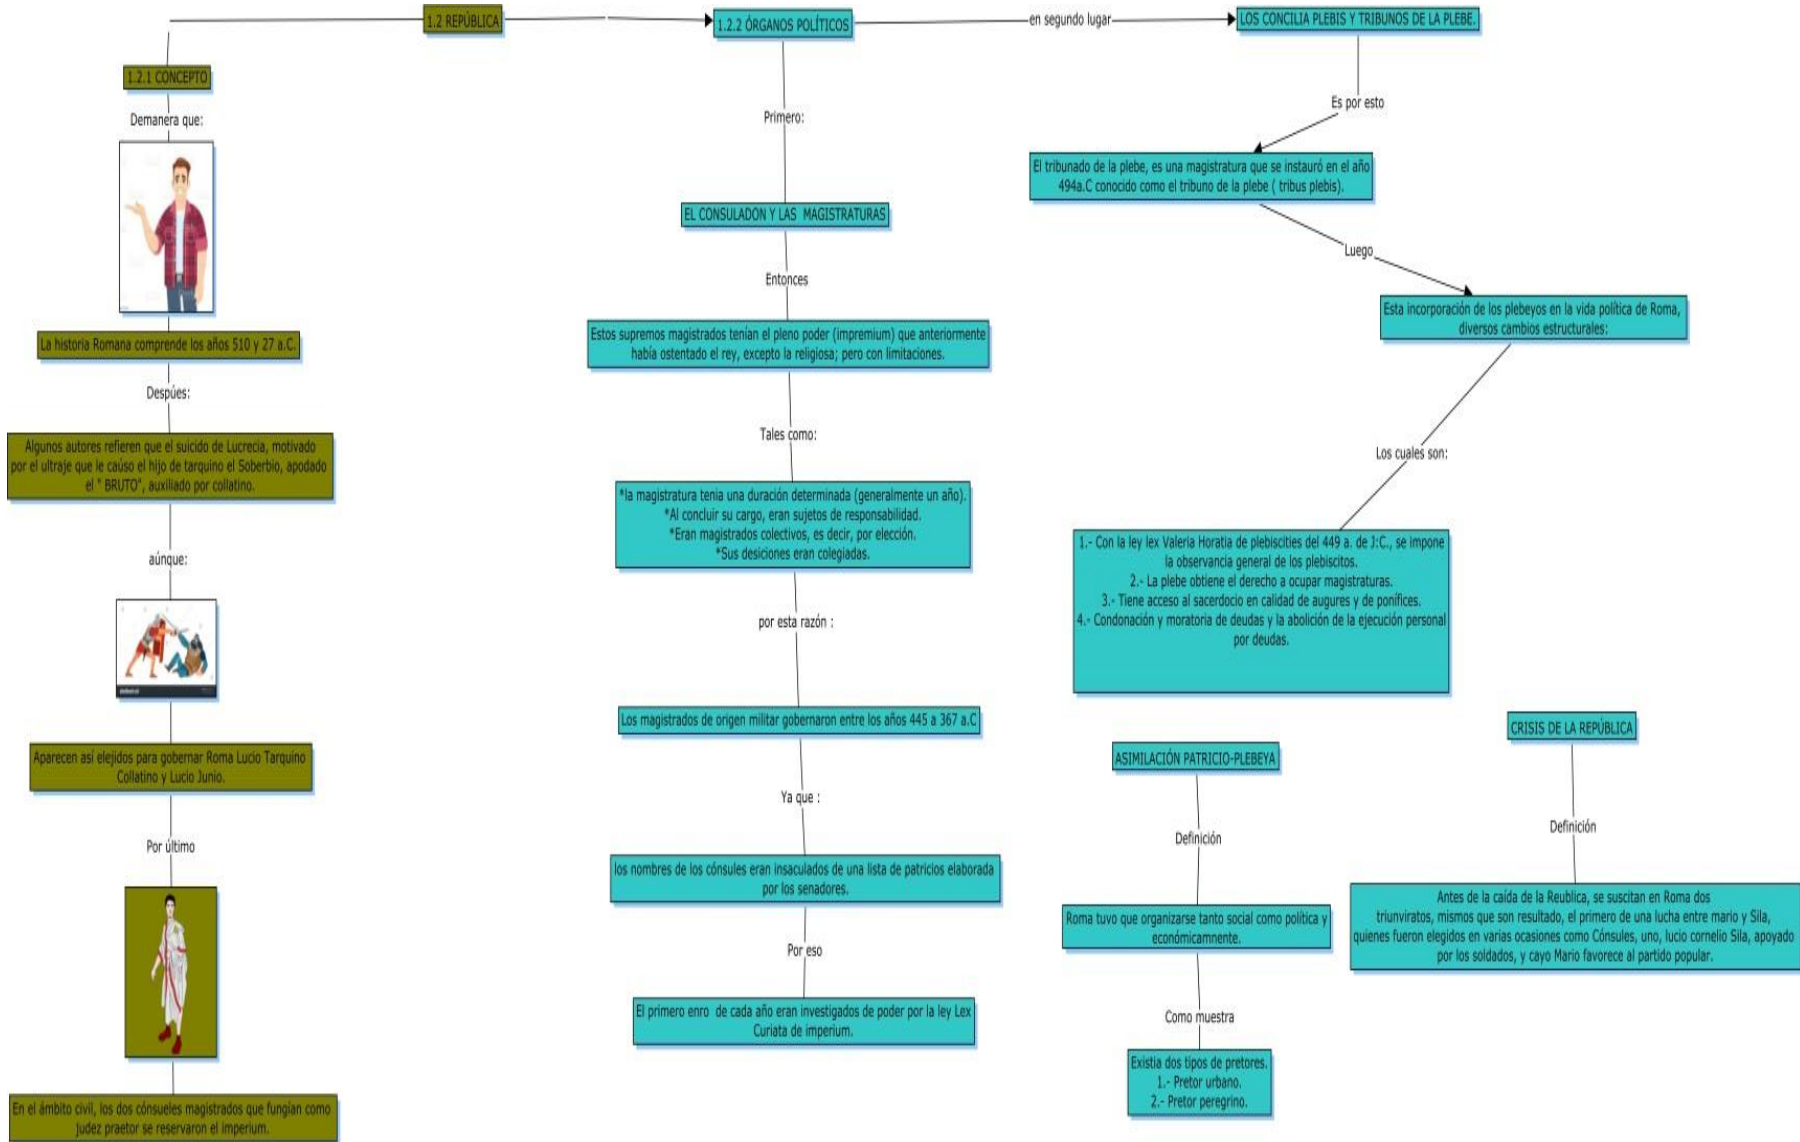 1.2 REPÚBLICA
1.2.1 CONCEPTO
Demanera que:
La historia Romana comprende los años 510 y 27 a.C.
Despúes:
Algunos autores refieren que el suicido de Lucrecia, motivado
por el ultraje que le caúso el hijo de tarquino el Soberbio, apodado
el " BRUTO", auxiliado por collatino.
aúnque:
Aparecen así elejidos para gobernar Roma Lucio Tarquino
Collatino y Lucio Junio.
Por último
En el ámbito civil, los dos cónsueles magistrados que fungían como
judez praetor se reservaron el imperium.
1.2.2 ÓRGANOS POLÍTICOS
Primero:
EL CONSULADON Y LAS MAGISTRATURAS
Entonces
Estos supremos magistrados tenían el pleno poder (impremium) que anteriormente
había ostentado el rey, excepto la religiosa; pero con limitaciones.
Tales como:
*la magistratura tenia una duración determinada (generalmente un año).
*Al concluir su cargo, eran sujetos de responsabilidad.
*Eran magistrados colectivos, es decir, por elección.
*Sus desiciones eran colegiadas.
por esta razón :
Los magistrados de origen militar gobernaron entre los años 445 a 367 a.C
Ya que :
los nombres de los cónsules eran insaculados de una lista de patricios elaborada
por los senadores.
Por eso
El primero enro de cada año eran investigados de poder por la ley Lex
Curiata de imperium.
en segundo lugar
LOS CONCILIA PLEBIS Y TRIBUNOS DE LA PLEBE.
Es por esto
El tribunado de la plebe, es una magistratura que se instauró en el año
494a.C conocido como el tribuno de la plebe ( tribus plebis).
Luego
Esta incorporación de los plebeyos en la vida política de Roma,
diversos cambios estructurales:
Los cuales son:
1.- Con la ley lex Valeria Horatia de plebiscities del 449 a. de J:C., se impone
la observancia general de los plebiscitos.
2.- La plebe obtiene el derecho a ocupar magistraturas.
3.- Tiene acceso al sacerdocio en calidad de augures y de ponífices.
4.- Condonación y moratoria de deudas y la abolición de la ejecución personal
por deudas.
ASIMILACIÓN PATRICIO-PLEBEYA
Definición
Roma tuvo que organizarse tanto social como política y
económicamnente.
Como muestra
Existia dos tipos de pretores.
1.- Pretor urbano.
2.- Pretor peregrino.
CRISIS DE LA REPÚBLICA
Definición
Antes de la caída de la Reublica, se suscitan en Roma dos
triunviratos, mismos que son resultado, el primero de una lucha entre mario y Sila,
quienes fueron elegidos en varias ocasiones como Cónsules, uno, lucio cornelio Sila, apoyado
por los soldados, y cayo Mario favorece al partido popular.